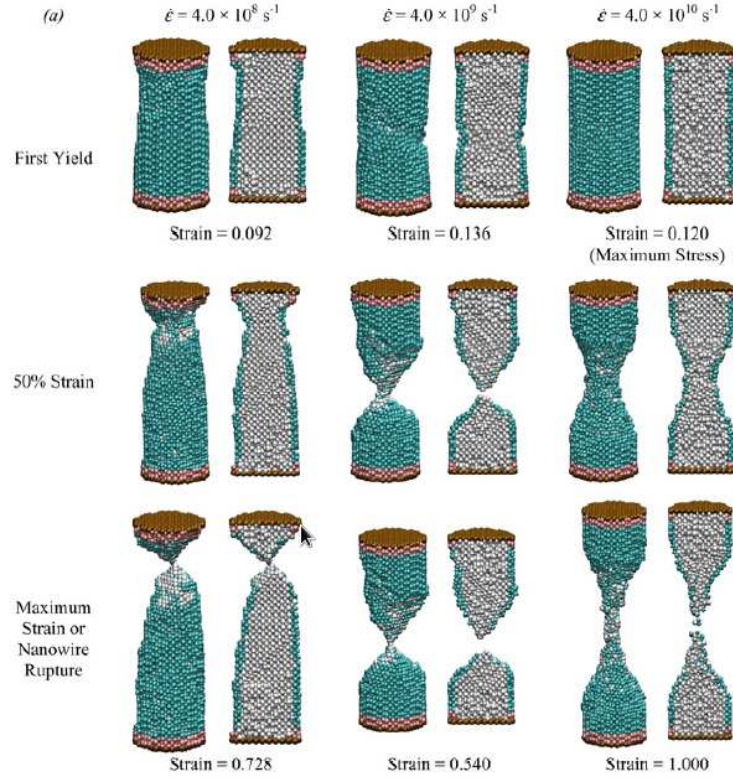 (a)
ε̇ = 4.0 × 10⁸ s⁻¹
ε̇ = 4.0 × 10⁹ s⁻¹
ε̇ = 4.0 × 10¹⁰ s⁻¹
First Yield
Strain = 0.092
Strain = 0.136
Strain = 0.120
(Maximum Stress)
50% Strain
Maximum
Strain or
Nanowire
Rupture
Strain = 0.728
Strain = 0.540
Strain = 1.000